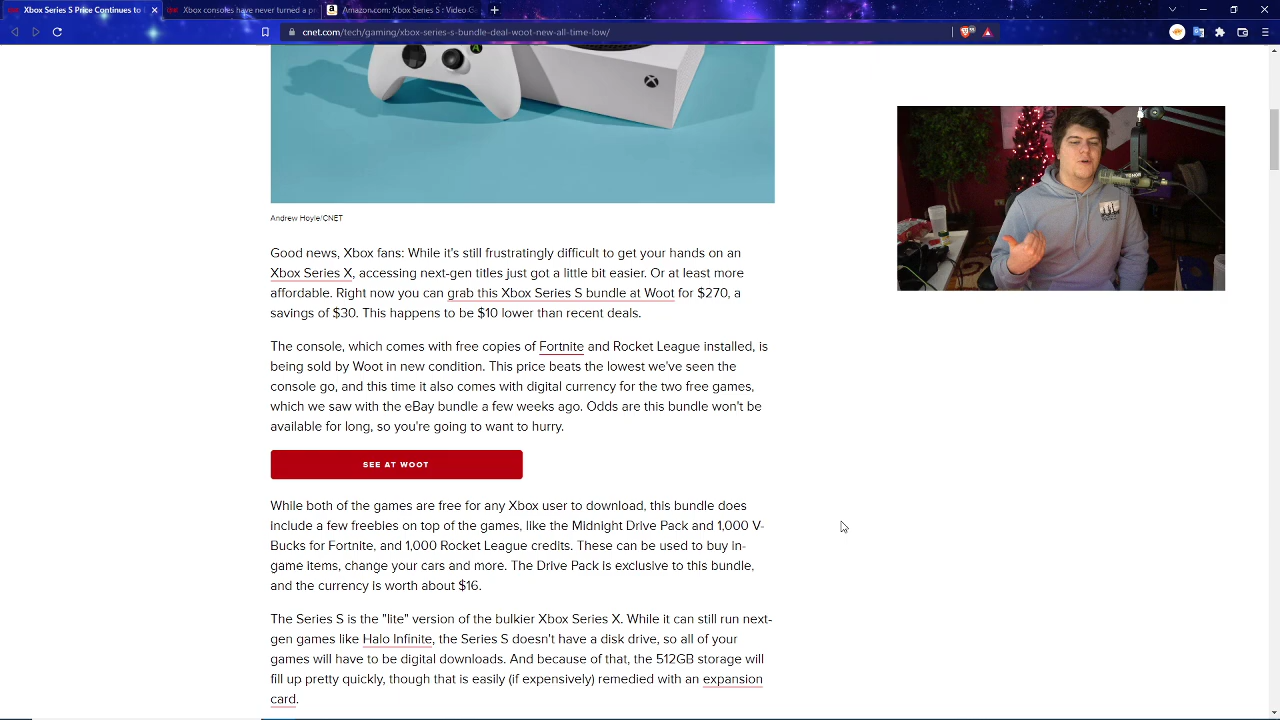 Xbox Series S Price Continues to
Xbox consoles have never turned a p
Amazon.com: Xbox Series S : Video G
cnet.com/tech/gaming/xbox-series-s-bundle-deal-woot-new-all-time-low/
Andrew Hoyle/CNET
Good news, Xbox fans: While it's still frustratingly difficult to get your hands on an
Xbox Series X, accessing next-gen titles just got a little bit easier. Or at least more
affordable. Right now you can grab this Xbox Series S bundle at Woot for $270, a
savings of $30. This happens to be $10 lower than recent deals.
The console, which comes with free copies of Fortnite and Rocket League installed, is
being sold by Woot in new condition. This price beats the lowest we've seen the
console go, and this time it also comes with digital currency for the two free games,
which we saw with the eBay bundle a few weeks ago. Odds are this bundle won't be
available for long, so you're going to want to hurry.
SEE AT WOOT
While both of the games are free for any Xbox user to download, this bundle does
include a few freebies on top of the games, like the Midnight Drive Pack and 1,000 V-
Bucks for Fortnite, and 1,000 Rocket League credits. These can be used to buy in-
game items, change your cars and more. The Drive Pack is exclusive to this bundle,
and the currency is worth about $16.
The Series S is the "lite" version of the bulkier Xbox Series X. While it can still run next-
gen games like Halo Infinite, the Series S doesn't have a disk drive, so all of your
games will have to be digital downloads. And because of that, the 512GB storage will
fill up pretty quickly, though that is easily (if expensively) remedied with an expansion
card.